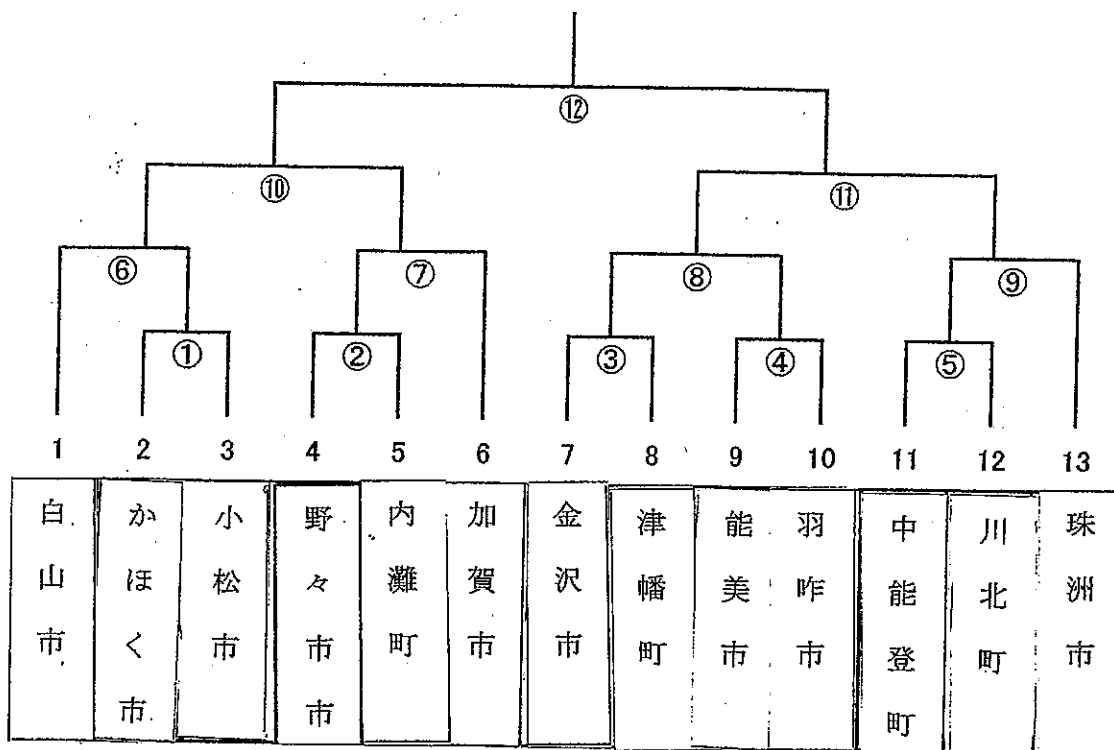 ⑫
⑩
⑪
⑥
⑦
⑧
⑨
①
②
③
④
⑤
1 2 3 4 5 6 7 8 9 10 11 12 13
白山市
かほく市
小松市
野々市市
内灘町
加賀市
金沢市
津幡町
能美市
羽咋市
中能登町
川北町
珠洲市